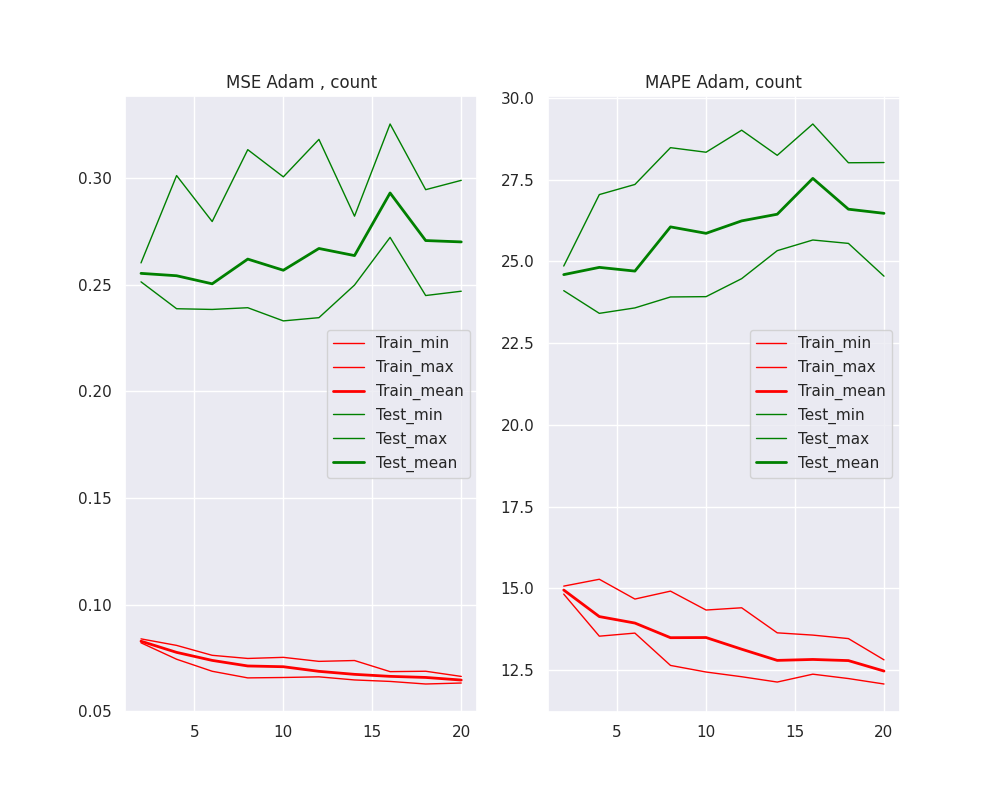 MSE Adam , count
0.30
0.25
0.20
0.15
0.10
0.05
5
10
15
20
Train_min
Train_max
Train_mean
Test_min
Test_max
Test_mean
MAPE Adam, count
30.0
27.5
25.0
22.5
20.0
17.5
15.0
12.5
5
10
15
20
Train_min
Train_max
Train_mean
Test_min
Test_max
Test_mean